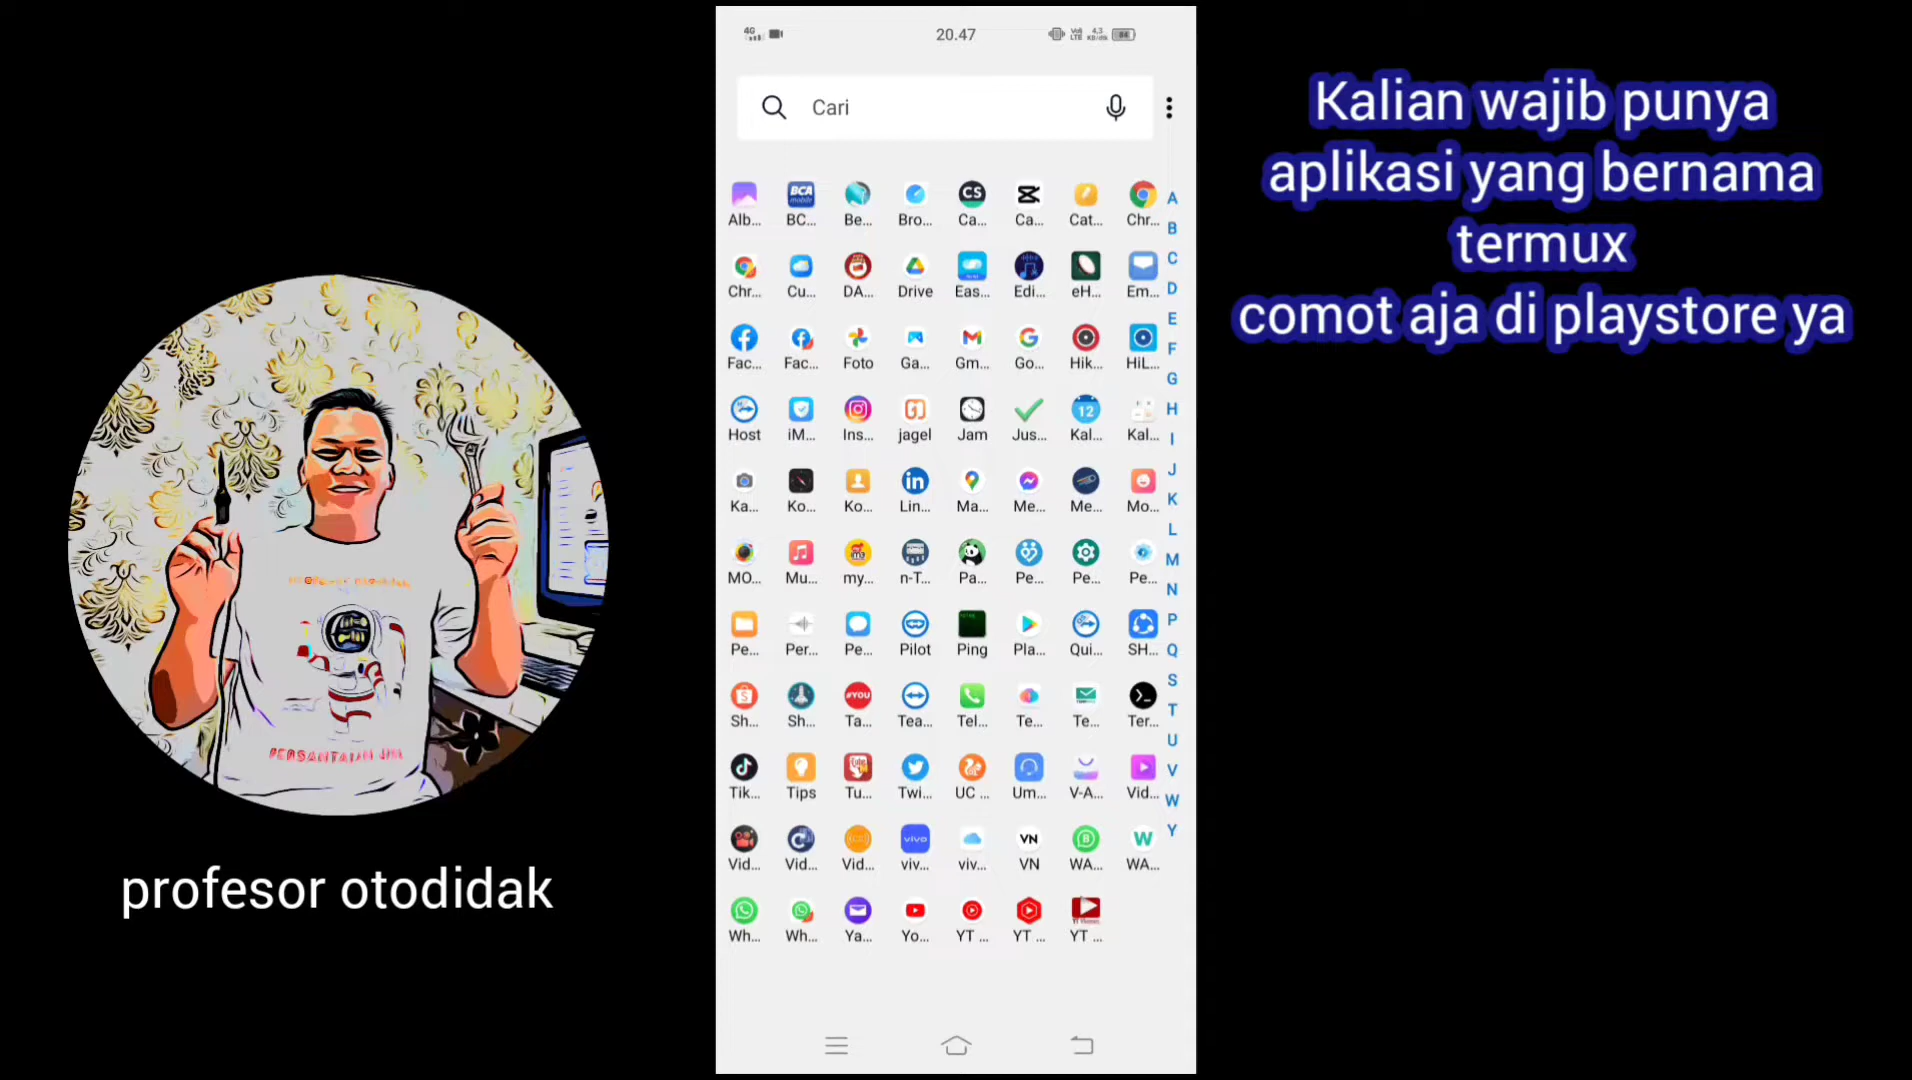 4G
20.47
4,3
84
Cari
Kalian wajib punya
aplikasi yang bernama
termux
comot aja di playstore ya
Alb... BC... Be... Bro... Ca... Ca... Cat... Chr...
Chr... Cu... DA... Drive Eas... Edi... eH... Em...
Fac... Fac... Foto Ga... Gm... Go... Hik... HiL...
Host iM... Ins... jagel Jam Jus... Kal... Kal...
Ka... Ko... Ko... Lin... Ma... Me... Me... Mo...
MO... Mu... my... n-T... Pa... Pe... Pe... Pe...
Pe... Per... Pe... Pilot Ping Pla... Qui... SH...
Sh... Sh... Ta... Tea... Tel... Te... Te... Ter...
Tik... Tips Tu... Twi... UC ... Um... V-A... Vid...
Vid... Vid... Vid... viv... viv... VN WA... WA...
Wh... Wh... Ya... Yo... YT ... YT ... YT ...
A
B
C
D
E
F
G
H
I
J
K
L
M
N
P
Q
S
T
U
V
W
Y
profesor otodidak